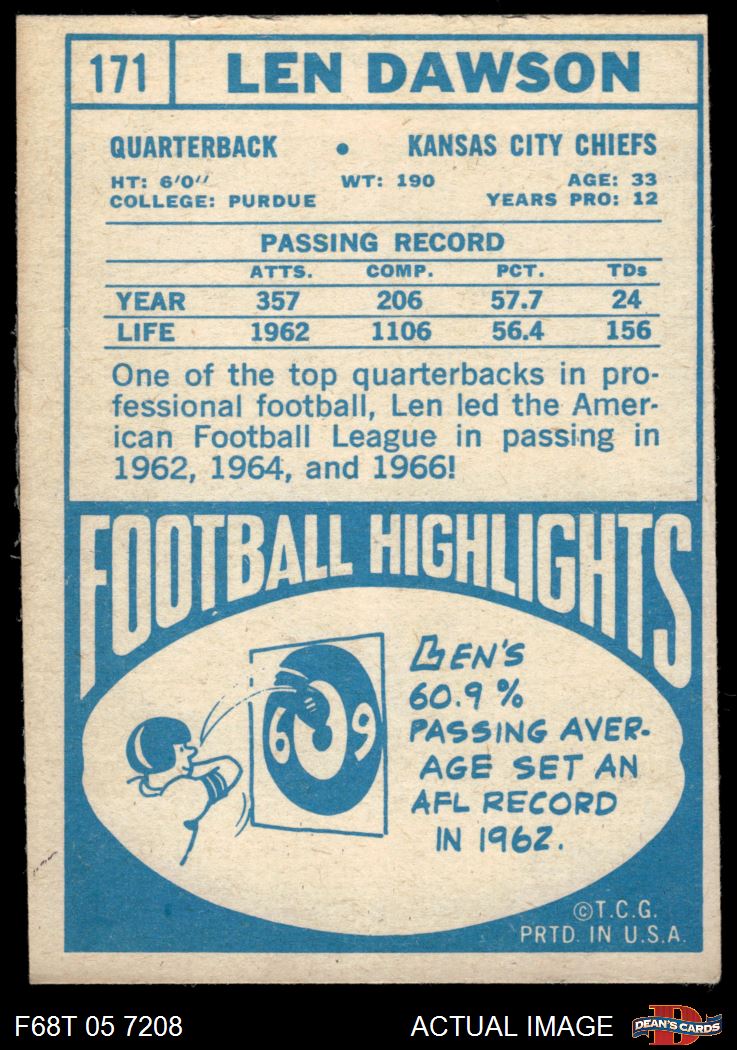 171 LEN DAWSON
QUARTERBACK • KANSAS CITY CHIEFS
HT: 6'0" WT: 190 AGE: 33
COLLEGE: PURDUE YEARS PRO: 12
PASSING RECORD
ATTS. COMP. PCT. TDs
YEAR 357 206 57.7 24
LIFE 1962 1106 56.4 156
One of the top quarterbacks in pro-
fessional football, Len led the Amer-
ican Football League in passing in
1962, 1964, and 1966!
FOOTBALL HIGHLIGHTS
6 9
LEN'S
60.9 %
PASSING AVER-
AGE SET AN
AFL RECORD
IN 1962.
©T.C.G.
PRTD. IN U.S.A.
F68T 05 7208 ACTUAL IMAGE DEAN'S CARDS